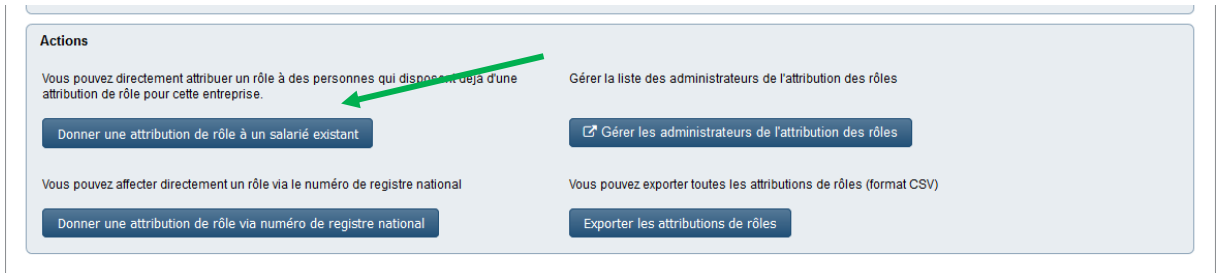 Actions
Vous pouvez directement attribuer un rôle à des personnes qui disposent déjà d'une
attribution de rôle pour cette entreprise.
Donner une attribution de rôle à un salarié existant
Gérer la liste des administrateurs de l'attribution des rôles
Gérer les administrateurs de l'attribution des rôles
Vous pouvez affecter directement un rôle via le numéro de registre national
Donner une attribution de rôle via numéro de registre national
Vous pouvez exporter toutes les attributions de rôles (format CSV)
Exporter les attributions de rôles